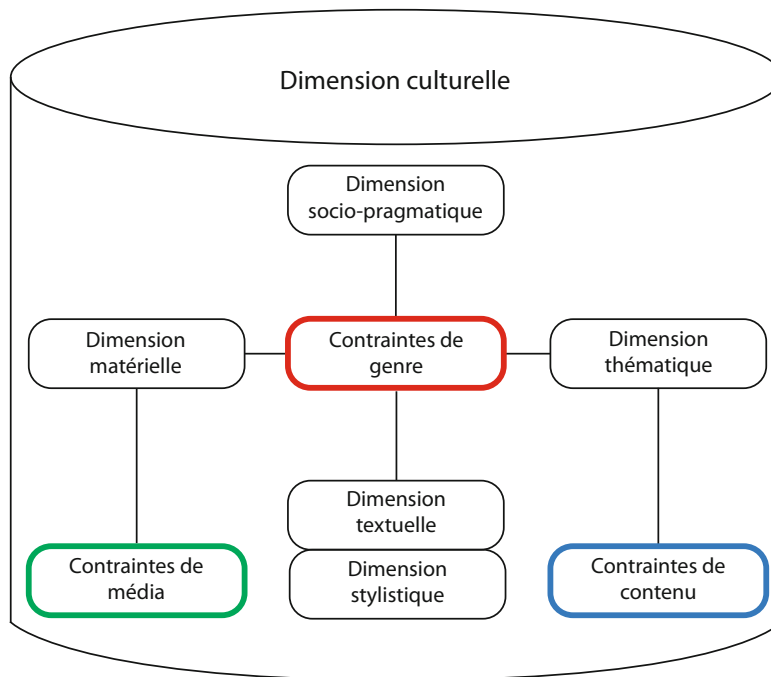 Dimension culturelle
Dimension
socio-pragmatique
Dimension
matérielle
Contraintes de
genre
Dimension
thématique
Dimension
textuelle
Contraintes de
média
Dimension
stylistique
Contraintes de
contenu